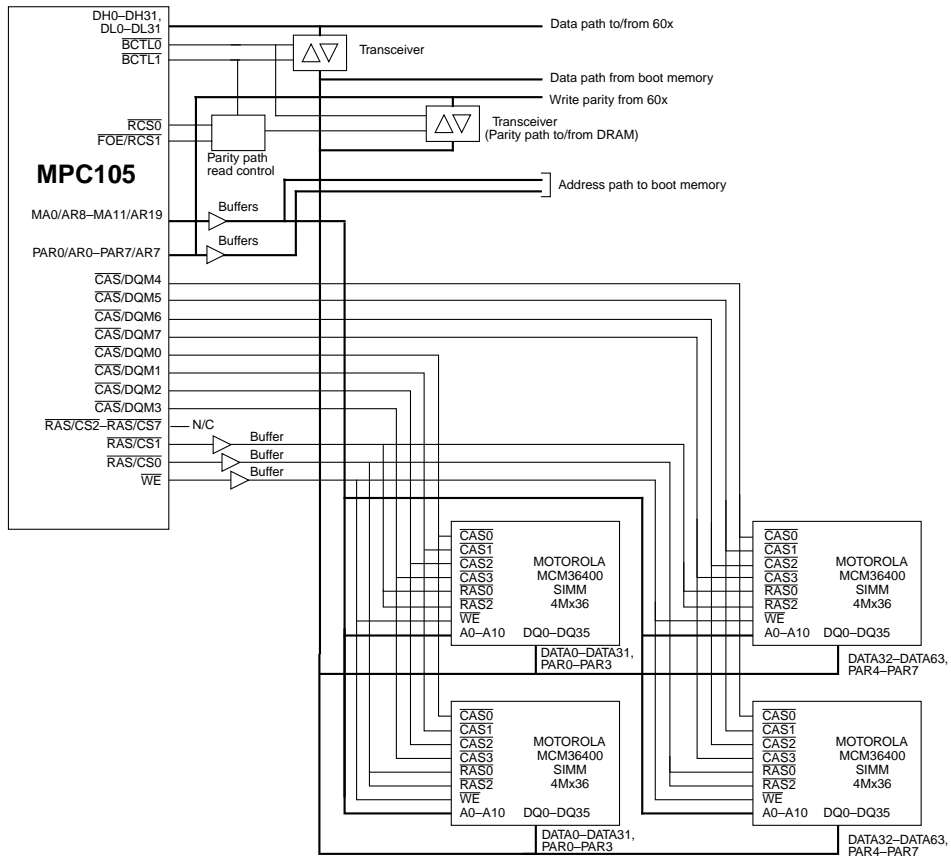 DH0–DH31,
DL0–DL31
BCTL0
BCTL1
RCS0
FOE/RCS1
MPC105
MA0/AR8–MA11/AR19
PAR0/AR0–PAR7/AR7
CAS/DQM4
CAS/DQM5
CAS/DQM6
CAS/DQM7
CAS/DQM0
CAS/DQM1
CAS/DQM2
CAS/DQM3
RAS/CS2–RAS/CS7
N/C
RAS/CS1
RAS/CS0
WE
Data path to/from 60x
Transceiver
Data path from boot memory
Write parity from 60x
Transceiver
(Parity path to/from DRAM)
Parity path
read control
Address path to boot memory
Buffers
Buffers
Buffer
Buffer
Buffer
CAS0
CAS1
CAS2
CAS3
RAS0
RAS2
WE
A0–A10 DQ0–DQ35
MOTOROLA
MCM36400
SIMM
4Mx36
DATA0–DATA31,
PAR0–PAR3
CAS0
CAS1
CAS2
CAS3
RAS0
RAS2
WE
A0–A10 DQ0–DQ35
MOTOROLA
MCM36400
SIMM
4Mx36
DATA32–DATA63,
PAR4–PAR7
CAS0
CAS1
CAS2
CAS3
RAS0
RAS2
WE
A0–A10 DQ0–DQ35
MOTOROLA
MCM36400
SIMM
4Mx36
DATA0–DATA31,
PAR0–PAR3
CAS0
CAS1
CAS2
CAS3
RAS0
RAS2
WE
A0–A10 DQ0–DQ35
MOTOROLA
MCM36400
SIMM
4Mx36
DATA32–DATA63,
PAR4–PAR7